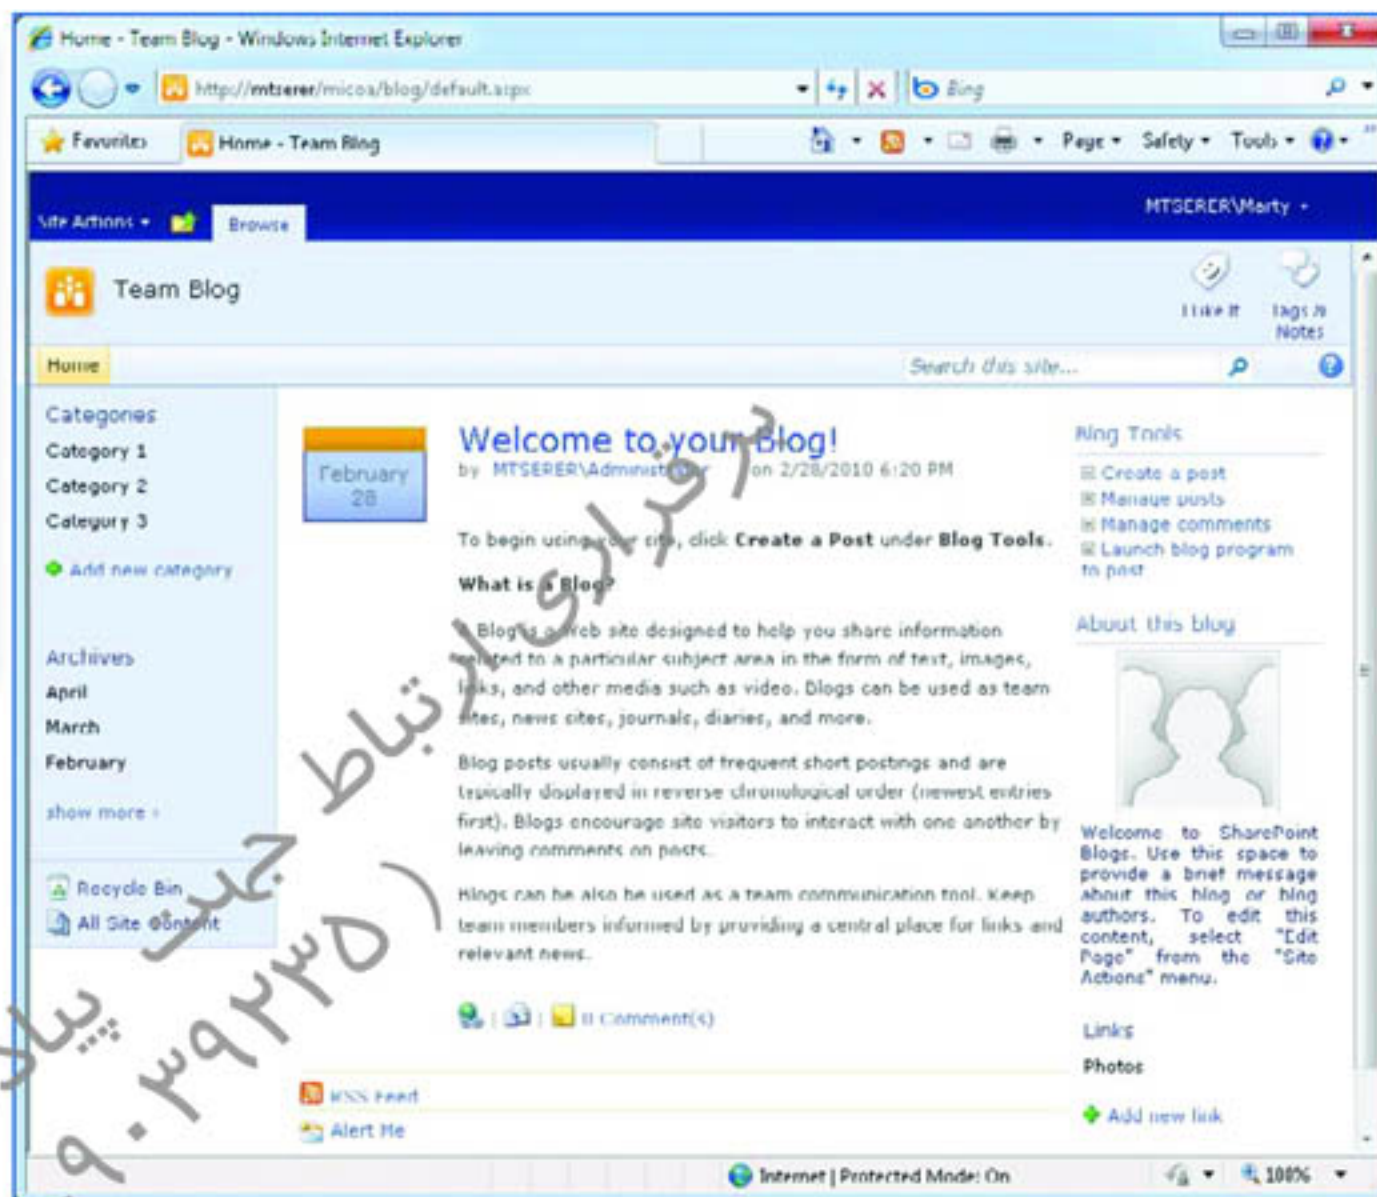 Home - Team Blog - Windows Internet Explorer
http://mtserer/micoa/blog/default.aspx
Bing
Favorites
Home - Team Blog
Page
Safety
Tools
Site Actions
Browse
MTSERER\Marty
Team Blog
I Like It
Tags & Notes
Home
Search this site...
Categories
Category 1
Category 2
Category 3
Add new category
Archives
April
March
February
show more
Recycle Bin
All Site Content
February
28
Welcome to your Blog!
by MTSERER\Administrator on 2/28/2010 6:20 PM
To begin using your site, click Create a Post under Blog Tools.
What is a Blog?
A Blog is a Web site designed to help you share information
related to a particular subject area in the form of text, images,
links, and other media such as video. Blogs can be used as team
sites, news sites, journals, diaries, and more.
Blog posts usually consist of frequent short postings and are
typically displayed in reverse chronological order (newest entries
first). Blogs encourage site visitors to interact with one another by
leaving comments on posts.
Blogs can be also be used as a team communication tool. Keep
team members informed by providing a central place for links and
relevant news.
0 Comment(s)
RSS Feed
Alert Me
Blog Tools
Create a post
Manage posts
Manage comments
Launch blog program
to post
About this blog
Welcome to SharePoint
Blogs. Use this space to
provide a brief message
about this blog or blog
authors. To edit this
content, select "Edit
Page" from the "Site
Actions" menu.
Links
Photos
Add new link
Internet | Protected Mode: On
100%
برقراری ارتباط جهت
۹۰۳۹۲۳۵)